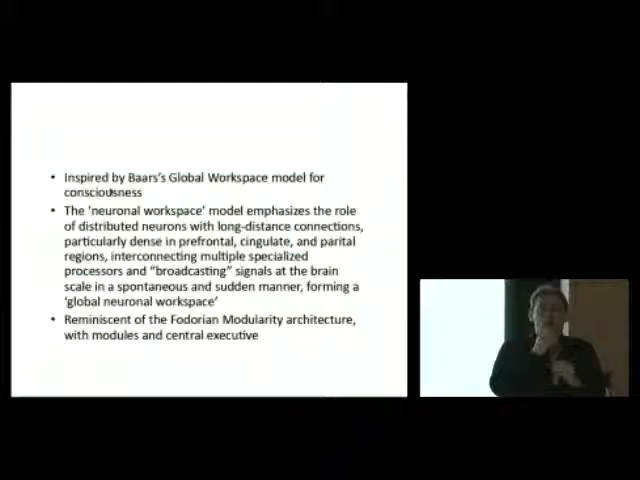 • Inspired by Baars's Global Workspace model for
consciousness
• The 'neuronal workspace' model emphasizes the role
of distributed neurons with long-distance connections,
particularly dense in prefrontal, cingulate, and parital
regions, interconnecting multiple specialized
processors and "broadcasting" signals at the brain
scale in a spontaneous and sudden manner, forming a
'global neuronal workspace'
• Reminiscent of the Fodorian Modularity architecture,
with modules and central executive